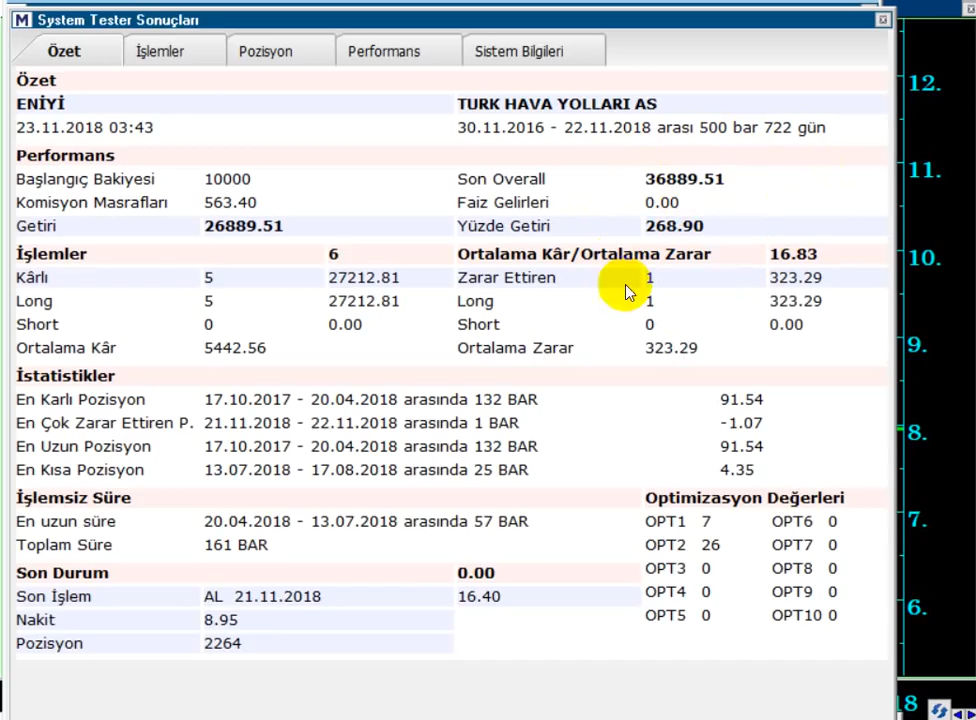 M System Tester Sonuçları
Özet İşlemler Pozisyon Performans Sistem Bilgileri
Özet
ENİYİ TURK HAVA YOLLARI AS
23.11.2018 03:43 30.11.2016 - 22.11.2018 arası 500 bar 722 gün
Performans
Başlangıç Bakiyesi 10000 Son Overall 36889.51
Komisyon Masrafları 563.40 Faiz Gelirleri 0.00
Getiri 26889.51 Yüzde Getiri 268.90
İşlemler 6 Ortalama Kâr/Ortalama Zarar 16.83
Kârlı 5 27212.81 Zarar Ettiren 1 323.29
Long 5 27212.81 Long 1 323.29
Short 0 0.00 Short 0 0.00
Ortalama Kâr 5442.56 Ortalama Zarar 323.29
İstatistikler
En Karlı Pozisyon 17.10.2017 - 20.04.2018 arasında 132 BAR 91.54
En Çok Zarar Ettiren P. 21.11.2018 - 22.11.2018 arasında 1 BAR -1.07
En Uzun Pozisyon 17.10.2017 - 20.04.2018 arasında 132 BAR 91.54
En Kısa Pozisyon 13.07.2018 - 17.08.2018 arasında 25 BAR 4.35
İşlemsiz Süre Optimizasyon Değerleri
En uzun süre 20.04.2018 - 13.07.2018 arasında 57 BAR OPT1 7 OPT6 0
Toplam Süre 161 BAR OPT2 26 OPT7 0
Son Durum 0.00 OPT3 0 OPT8 0
Son İşlem AL 21.11.2018 16.40 OPT4 0 OPT9 0
Nakit 8.95 OPT5 0 OPT10 0
Pozisyon 2264
12.
11.
10.
9.
8.
7.
6.
18